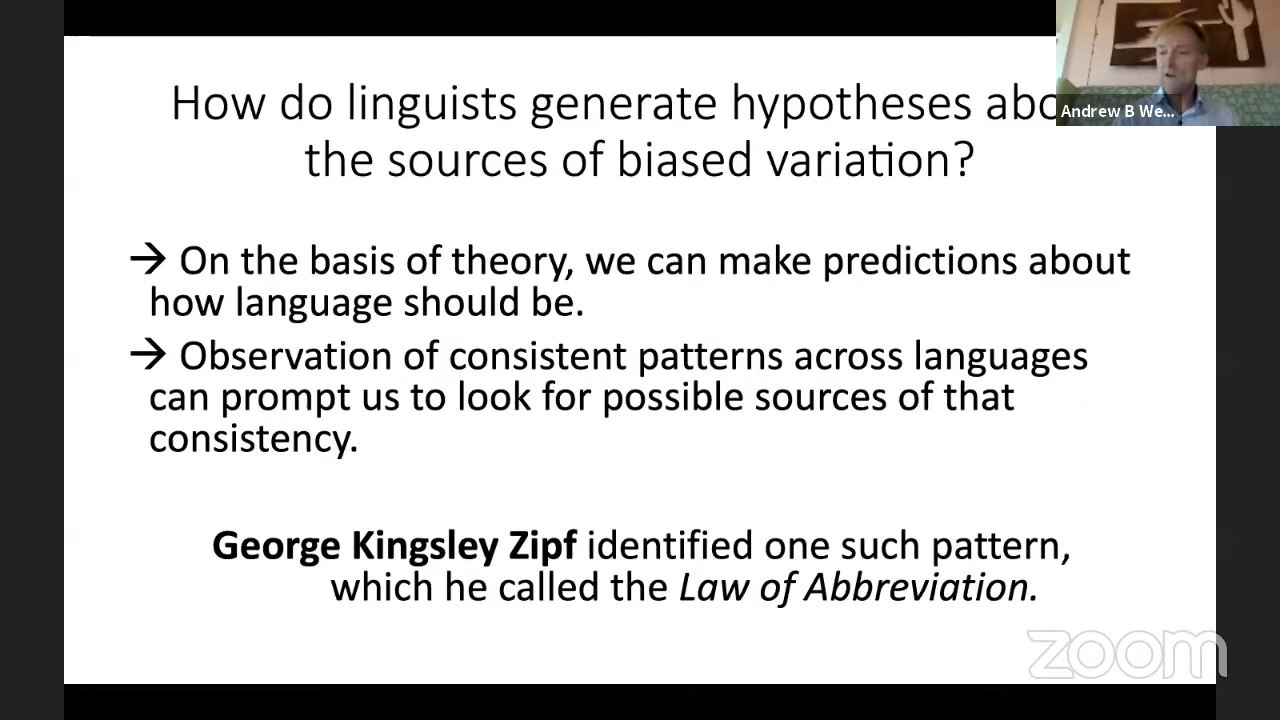 How do linguists generate hypotheses abo
the sources of biased variation?
Andrew B We...
→ On the basis of theory, we can make predictions about
how language should be.
→ Observation of consistent patterns across languages
can prompt us to look for possible sources of that
consistency.
George Kingsley Zipf identified one such pattern,
which he called the Law of Abbreviation.
zoom